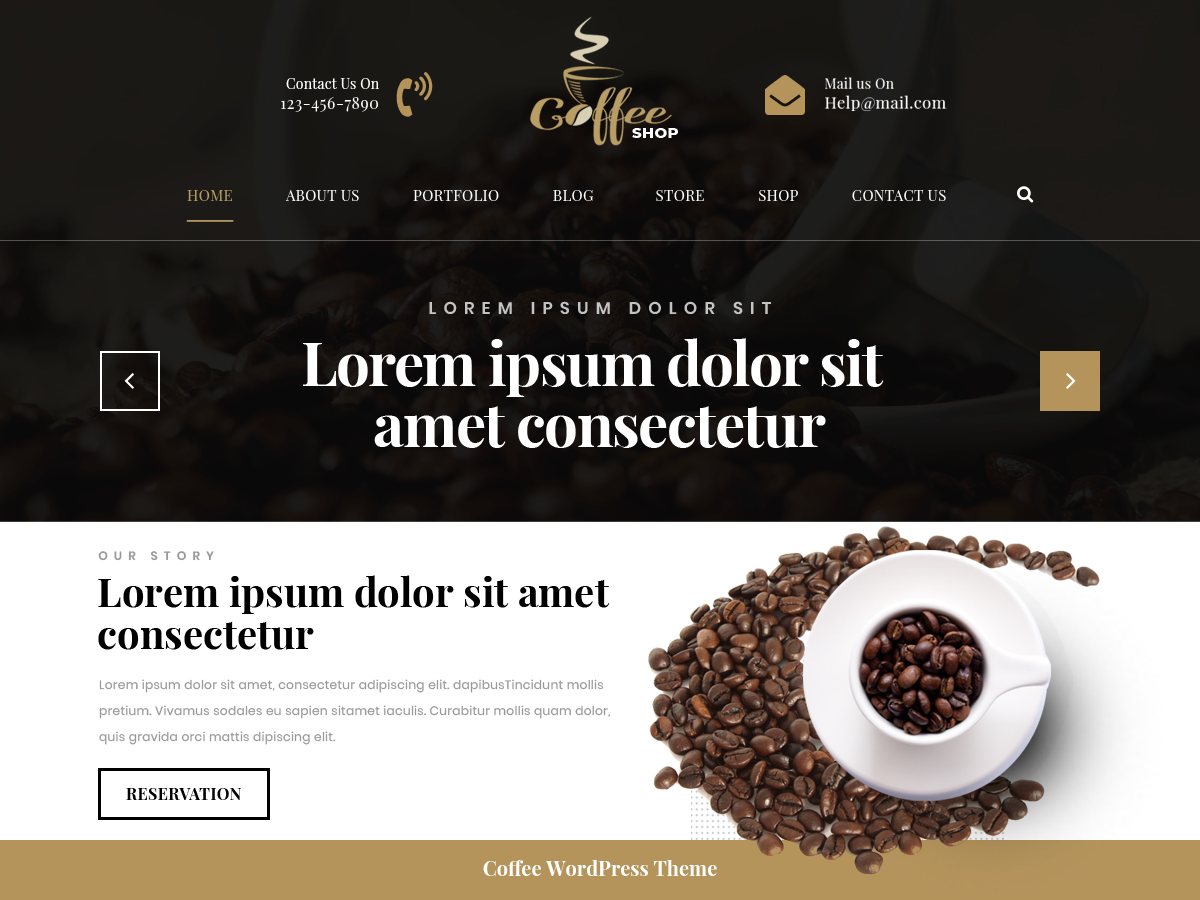 Contact Us On
123-456-7890
Coffee
SHOP
Mail us On
Help@mail.com
HOME ABOUT US PORTFOLIO BLOG STORE SHOP CONTACT US
LOREM IPSUM DOLOR SIT
Lorem ipsum dolor sit
amet consectetur
OUR STORY
Lorem ipsum dolor sit amet
consectetur
Lorem ipsum dolor sit amet, consectetur adipiscing elit. dapibusTincidunt mollis
pretium. Vivamus sodales eu sapien sitamet iaculis. Curabitur mollis quam dolor,
quis gravida orci mattis dipiscing elit.
RESERVATION
Coffee WordPress Theme